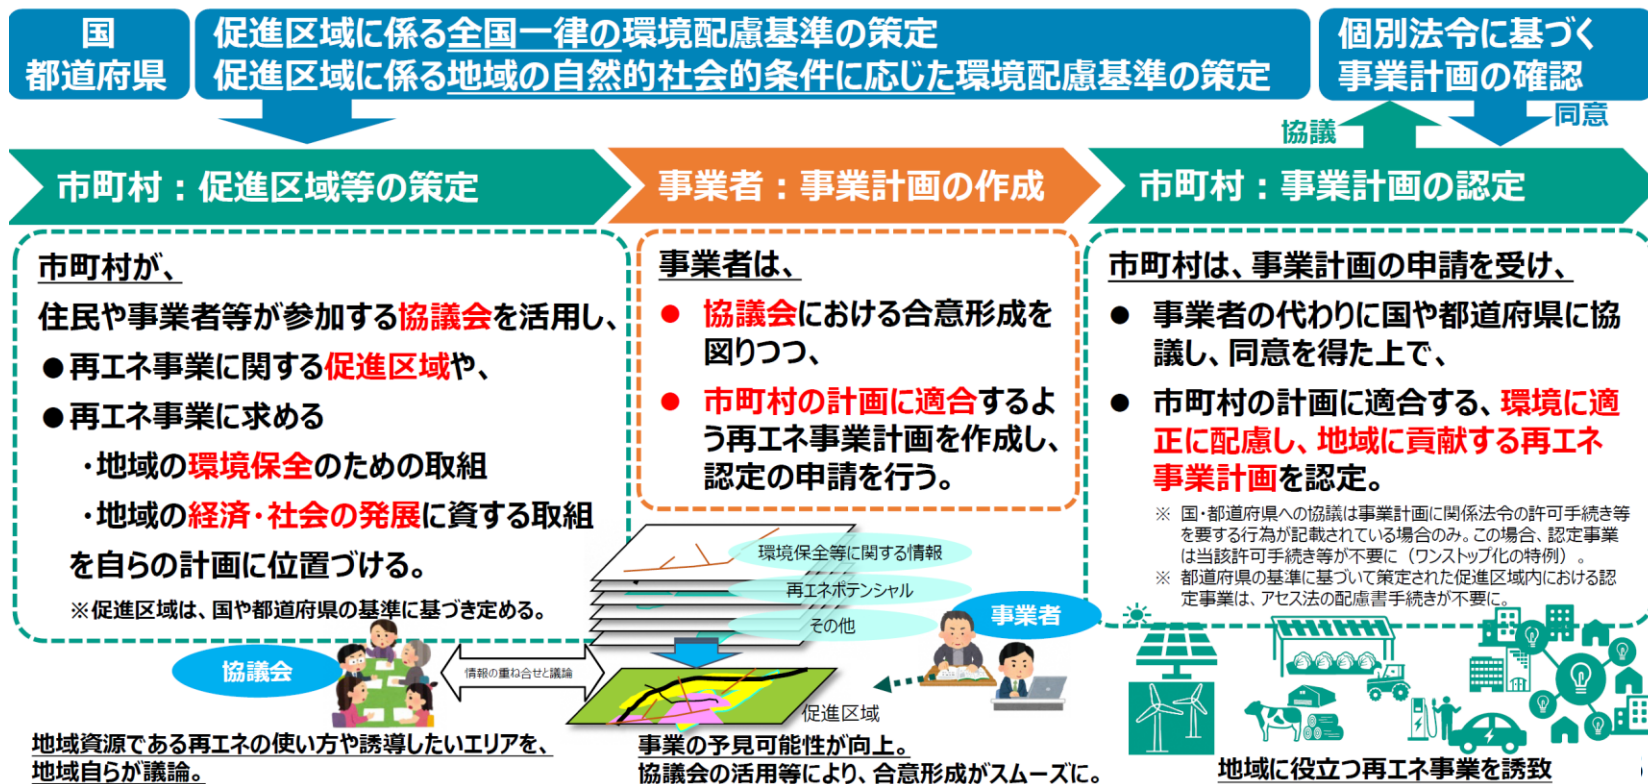 国
都道府県
促進区域に係る全国一律の環境配慮基準の策定
促進区域に係る地域の自然的社会的条件に応じた環境配慮基準の策定
個別法令に基づく
事業計画の確認
協議
同意
市町村：促進区域等の策定
事業者：事業計画の作成
市町村：事業計画の認定
市町村が、
住民や事業者等が参加する協議会を活用し、
●再エネ事業に関する促進区域や、
●再エネ事業に求める
・地域の環境保全のための取組
・地域の経済・社会の発展に資する取組
を自らの計画に位置づける。
※促進区域は、国や都道府県の基準に基づき定める。
事業者は、
● 協議会における合意形成を
図りつつ、
● 市町村の計画に適合するよ
う再エネ事業計画を作成し、
認定の申請を行う。
市町村は、事業計画の申請を受け、
● 事業者の代わりに国や都道府県に協
議し、同意を得た上で、
● 市町村の計画に適合する、環境に適
正に配慮し、地域に貢献する再エネ
事業計画を認定。
※ 国・都道府県への協議は事業計画に関係法令の許可手続き等
を要する行為が記載されている場合のみ。この場合、認定事業
は当該許可手続き等が不要に（ワンストップ化の特例）。
※ 都道府県の基準に基づいて策定された促進区域内における認
定事業は、アセス法の配慮書手続きが不要に。
環境保全等に関する情報
再エネポテンシャル
その他
事業者
協議会
情報の重ね合せと議論
促進区域
地域資源である再エネの使い方や誘導したいエリアを、
地域自らが議論。
事業の予見可能性が向上。
協議会の活用等により、合意形成がスムーズに。
地域に役立つ再エネ事業を誘致